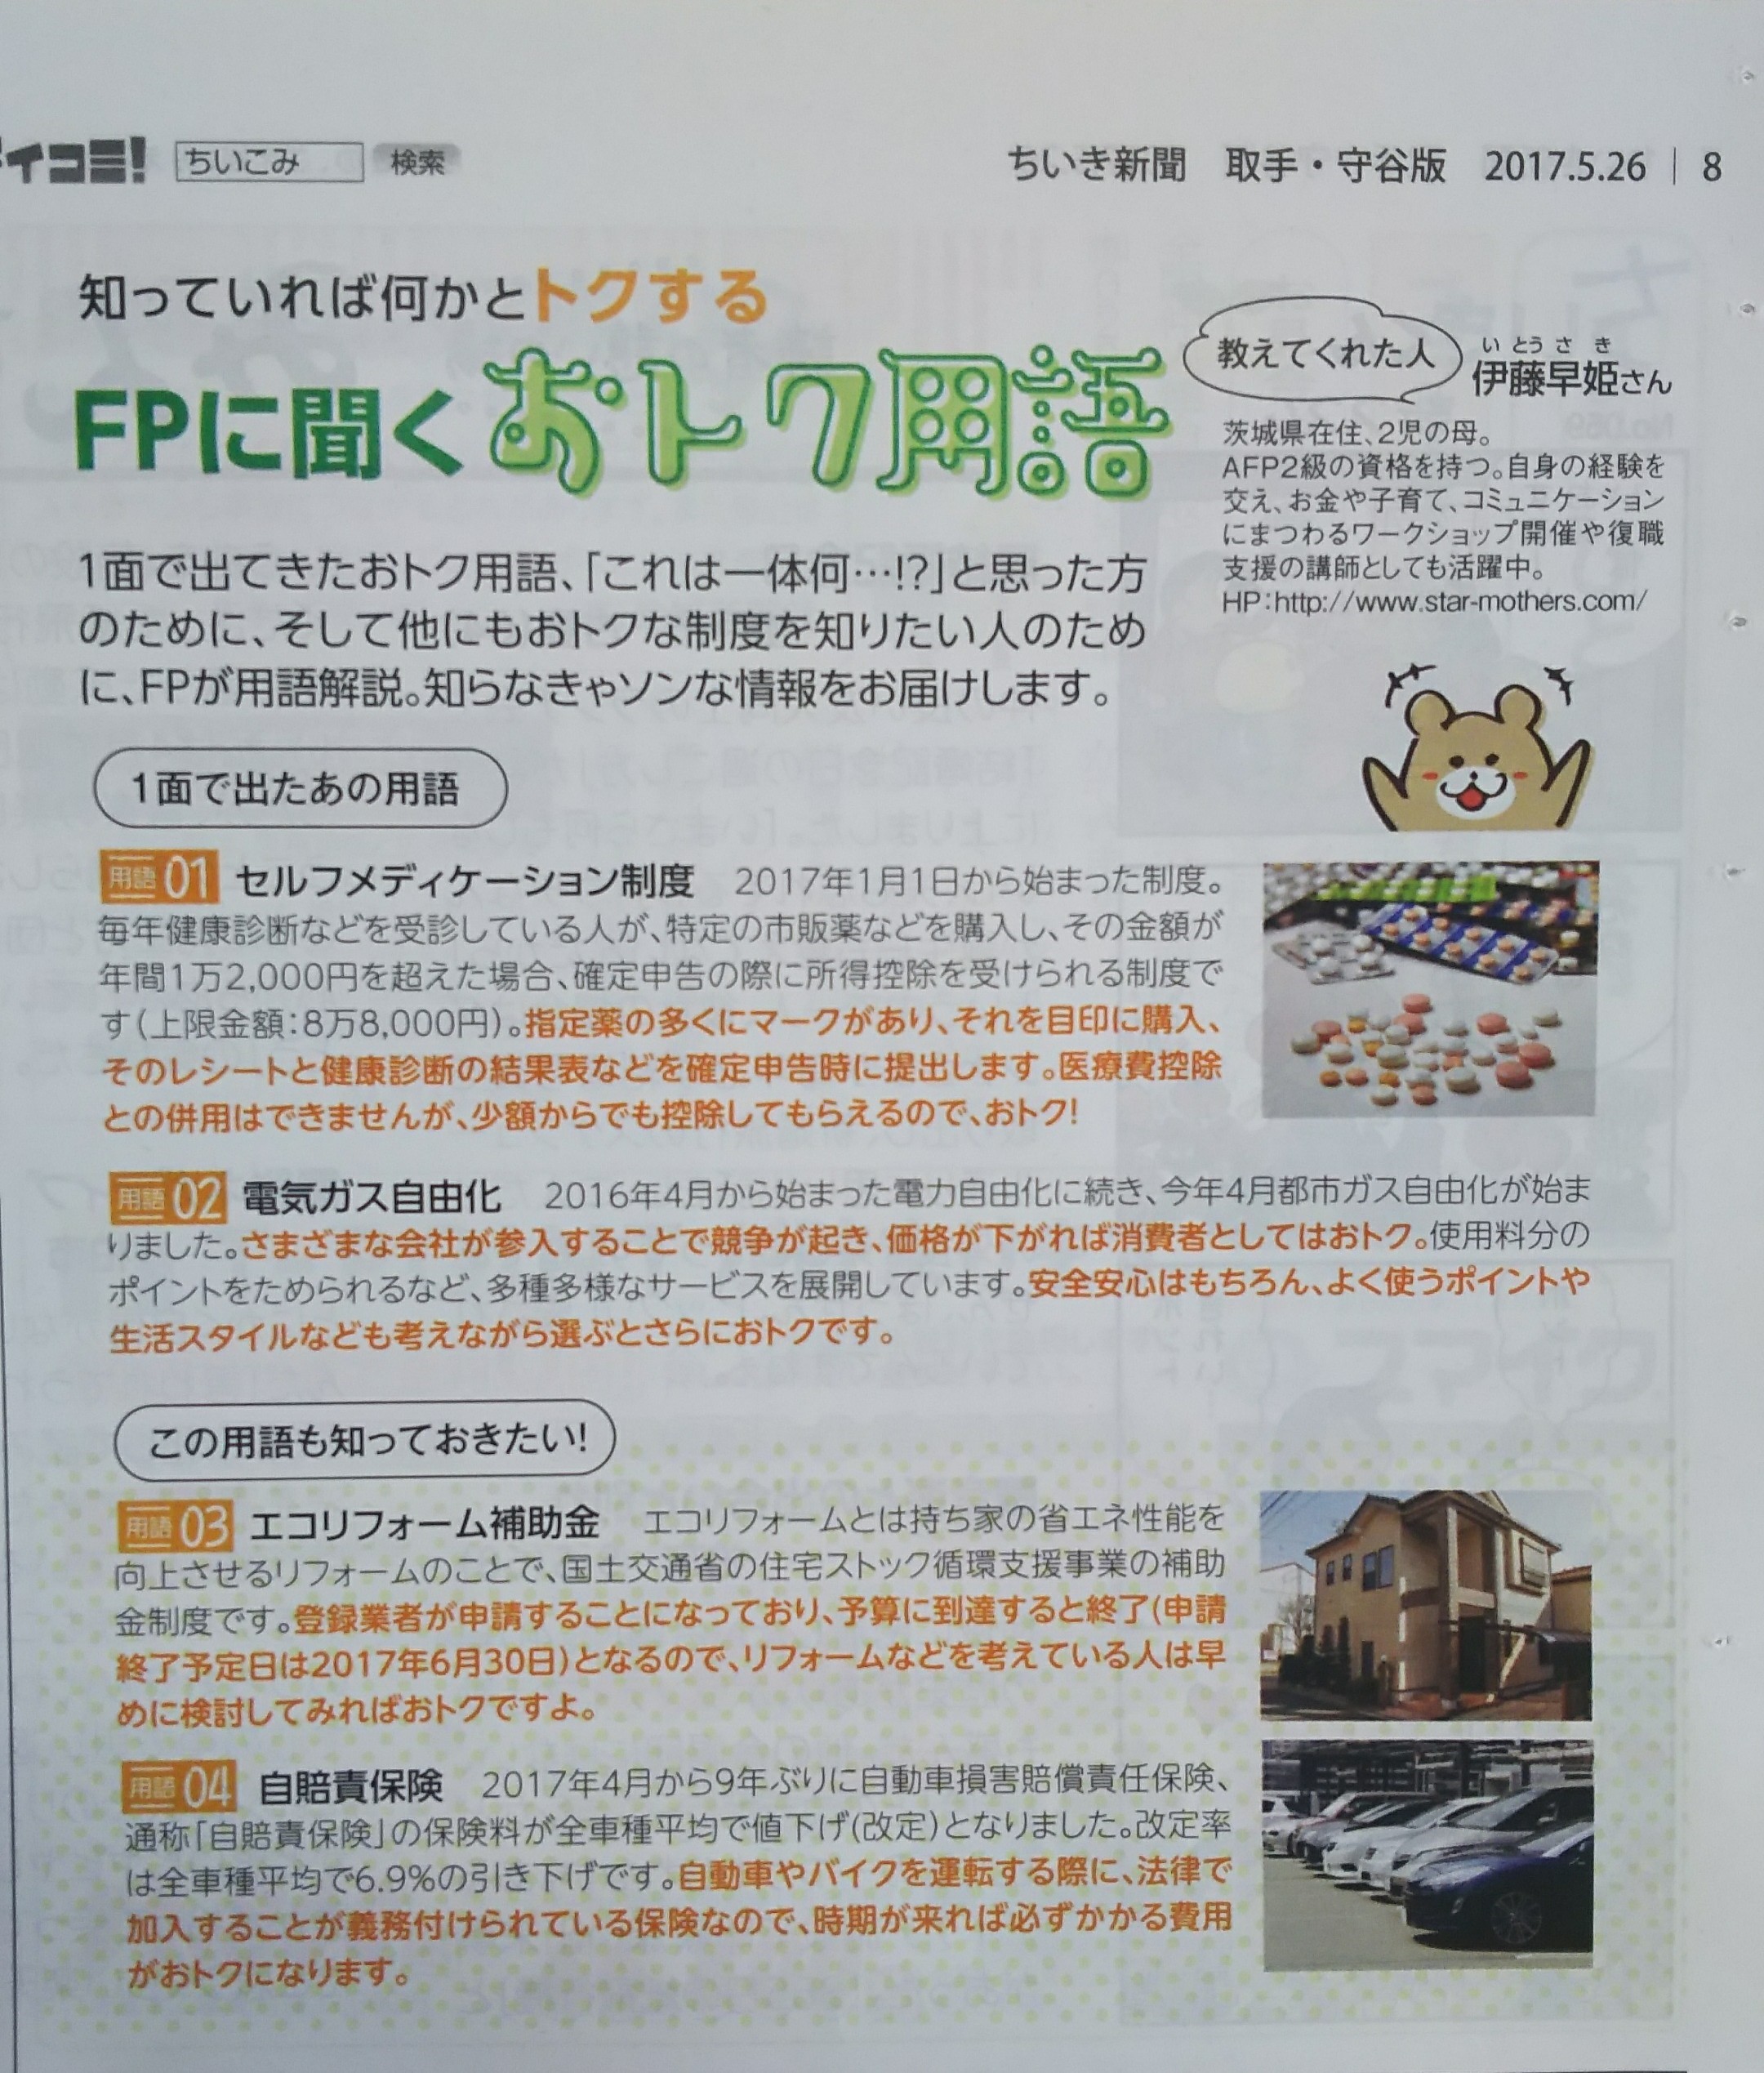 イコミ!
ちいこみ 検索
ちいき新聞 取手・守谷版 2017.5.26 | 8
知っていれば何かとトクする
FPに聞くおトク用語
1面で出てきたおトク用語、「これは一体何…!?」と思った方
のために、そして他にもおトクな制度を知りたい人のため
に、FPが用語解説。知らなきゃソンな情報をお届けします。
教えてくれた人
いとうさき
伊藤早姫さん
茨城県在住、2児の母。
AFP2級の資格を持つ。自身の経験を
交え、お金や子育て、コミュニケーション
にまつわるワークショップ開催や復職
支援の講師としても活躍中。
HP:http://www.star-mothers.com/
1面で出たあの用語
用語01 セルフメディケーション制度 2017年1月1日から始まった制度。
毎年健康診断などを受診している人が、特定の市販薬などを購入し、その金額が
年間1万2,000円を超えた場合、確定申告の際に所得控除を受けられる制度で
す(上限金額:8万8,000円)。指定薬の多くにマークがあり、それを目印に購入、
そのレシートと健康診断の結果表などを確定申告時に提出します。医療費控除
との併用はできませんが、少額からでも控除してもらえるので、おトク!
用語02 電気ガス自由化 2016年4月から始まった電力自由化に続き、今年4月都市ガス自由化が始ま
りました。さまざまな会社が参入することで競争が起き、価格が下がれば消費者としてはおトク。使用料分の
ポイントをためられるなど、多種多様なサービスを展開しています。安全安心はもちろん、よく使うポイントや
生活スタイルなども考えながら選ぶとさらにおトクです。
この用語も知っておきたい!
用語03 エコリフォーム補助金 エコリフォームとは持ち家の省エネ性能を
向上させるリフォームのことで、国土交通省の住宅ストック循環支援事業の補助
金制度です。登録業者が申請することになっており、予算に到達すると終了(申請
終了予定日は2017年6月30日)となるので、リフォームなどを考えている人は早
めに検討してみればおトクですよ。
用語04 自賠責保険 2017年4月から9年ぶりに自動車損害賠償責任保険、
通称「自賠責保険」の保険料が全車種平均で値下げ(改定)となりました。改定率
は全車種平均で6.9%の引き下げです。自動車やバイクを運転する際に、法律で
加入することが義務付けられている保険なので、時期が来れば必ずかかる費用
がおトクになります。